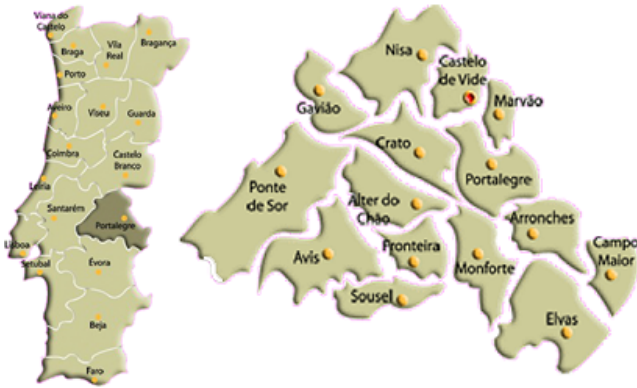 Viana do
Castelo
Braga
Vila
Real
Bragança
Porto
Aveiro
Viseu
Guarda
Coimbra
Castelo
Branco
Leiria
Santarém
Portalegre
Lisboa
Setubal
Évora
Beja
Faro
Nisa
Castelo
de Vide
Gavião
Marvão
Crato
Ponte
de Sor
Portalegre
Alter do
Chão
Arronches
Avis
Fronteira
Monforte
Campo
Maior
Sousel
Elvas